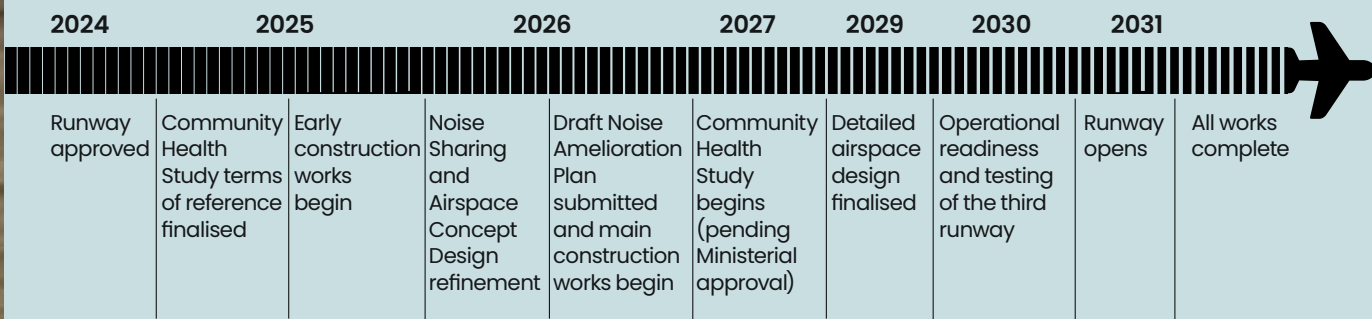 2024 2025 2026 2027 2029 2030 2031
Runway
approved
Community
Health
Study terms
of reference
finalised
Early
construction
works
begin
Noise
Sharing
and
Airspace
Concept
Design
refinement
Draft Noise
Amelioration
Plan
submitted
and main
construction
works begin
Community
Health
Study
begins
(pending
Ministerial
approval)
Detailed
airspace
design
finalised
Operational
readiness
and testing
of the third
runway
Runway
opens
All works
complete